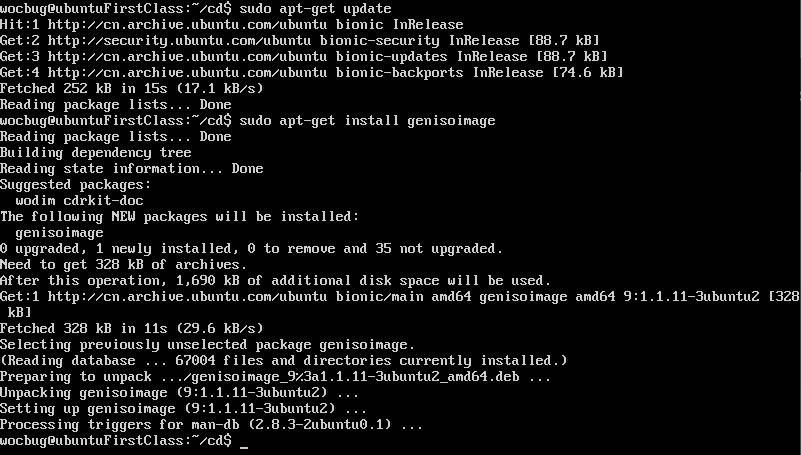 wocbug@ubuntuFirstClass:~/cd$ sudo apt-get update
Hit:1 http://cn.archive.ubuntu.com/ubuntu bionic InRelease
Get:2 http://security.ubuntu.com/ubuntu bionic-security InRelease [88.7 kB]
Get:3 http://cn.archive.ubuntu.com/ubuntu bionic-updates InRelease [88.7 kB]
Get:4 http://cn.archive.ubuntu.com/ubuntu bionic-backports InRelease [74.6 kB]
Fetched 252 kB in 15s (17.1 kB/s)
Reading package lists... Done
wocbug@ubuntuFirstClass:~/cd$ sudo apt-get install genisoimage
Reading package lists... Done
Building dependency tree
Reading state information... Done
Suggested packages:
  wodim cdrkit-doc
The following NEW packages will be installed:
  genisoimage
0 upgraded, 1 newly installed, 0 to remove and 35 not upgraded.
Need to get 328 kB of archives.
After this operation, 1,690 kB of additional disk space will be used.
Get:1 http://cn.archive.ubuntu.com/ubuntu bionic/main amd64 genisoimage amd64 9:1.1.11-3ubuntu2 [328
 kB]
Fetched 328 kB in 11s (29.6 kB/s)
Selecting previously unselected package genisoimage.
(Reading database ... 67004 files and directories currently installed.)
Preparing to unpack .../genisoimage_9%3a1.1.11-3ubuntu2_amd64.deb ...
Unpacking genisoimage (9:1.1.11-3ubuntu2) ...
Setting up genisoimage (9:1.1.11-3ubuntu2) ...
Processing triggers for man-db (2.8.3-2ubuntu0.1) ...
wocbug@ubuntuFirstClass:~/cd$ _